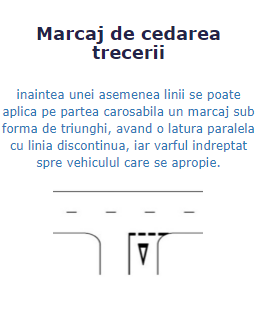 Marcaj de cedarea
trecerii
inaintea unei asemenea linii se poate
aplica pe partea carosabila un marcaj sub
forma de triunghi, avand o latura paralela
cu linia discontinua, iar varful indreptat
spre vehiculul care se apropie.